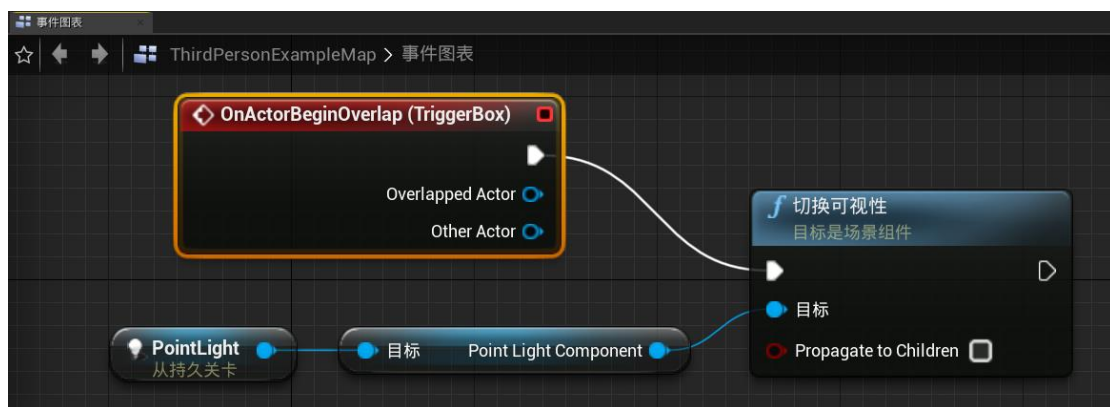 事件图表
ThirdPersonExampleMap > 事件图表
OnActorBeginOverlap (TriggerBox)
Overlapped Actor
Other Actor
f 切换可视性
目标是场景组件
目标
Propagate to Children
PointLight
从持久关卡
目标 Point Light Component